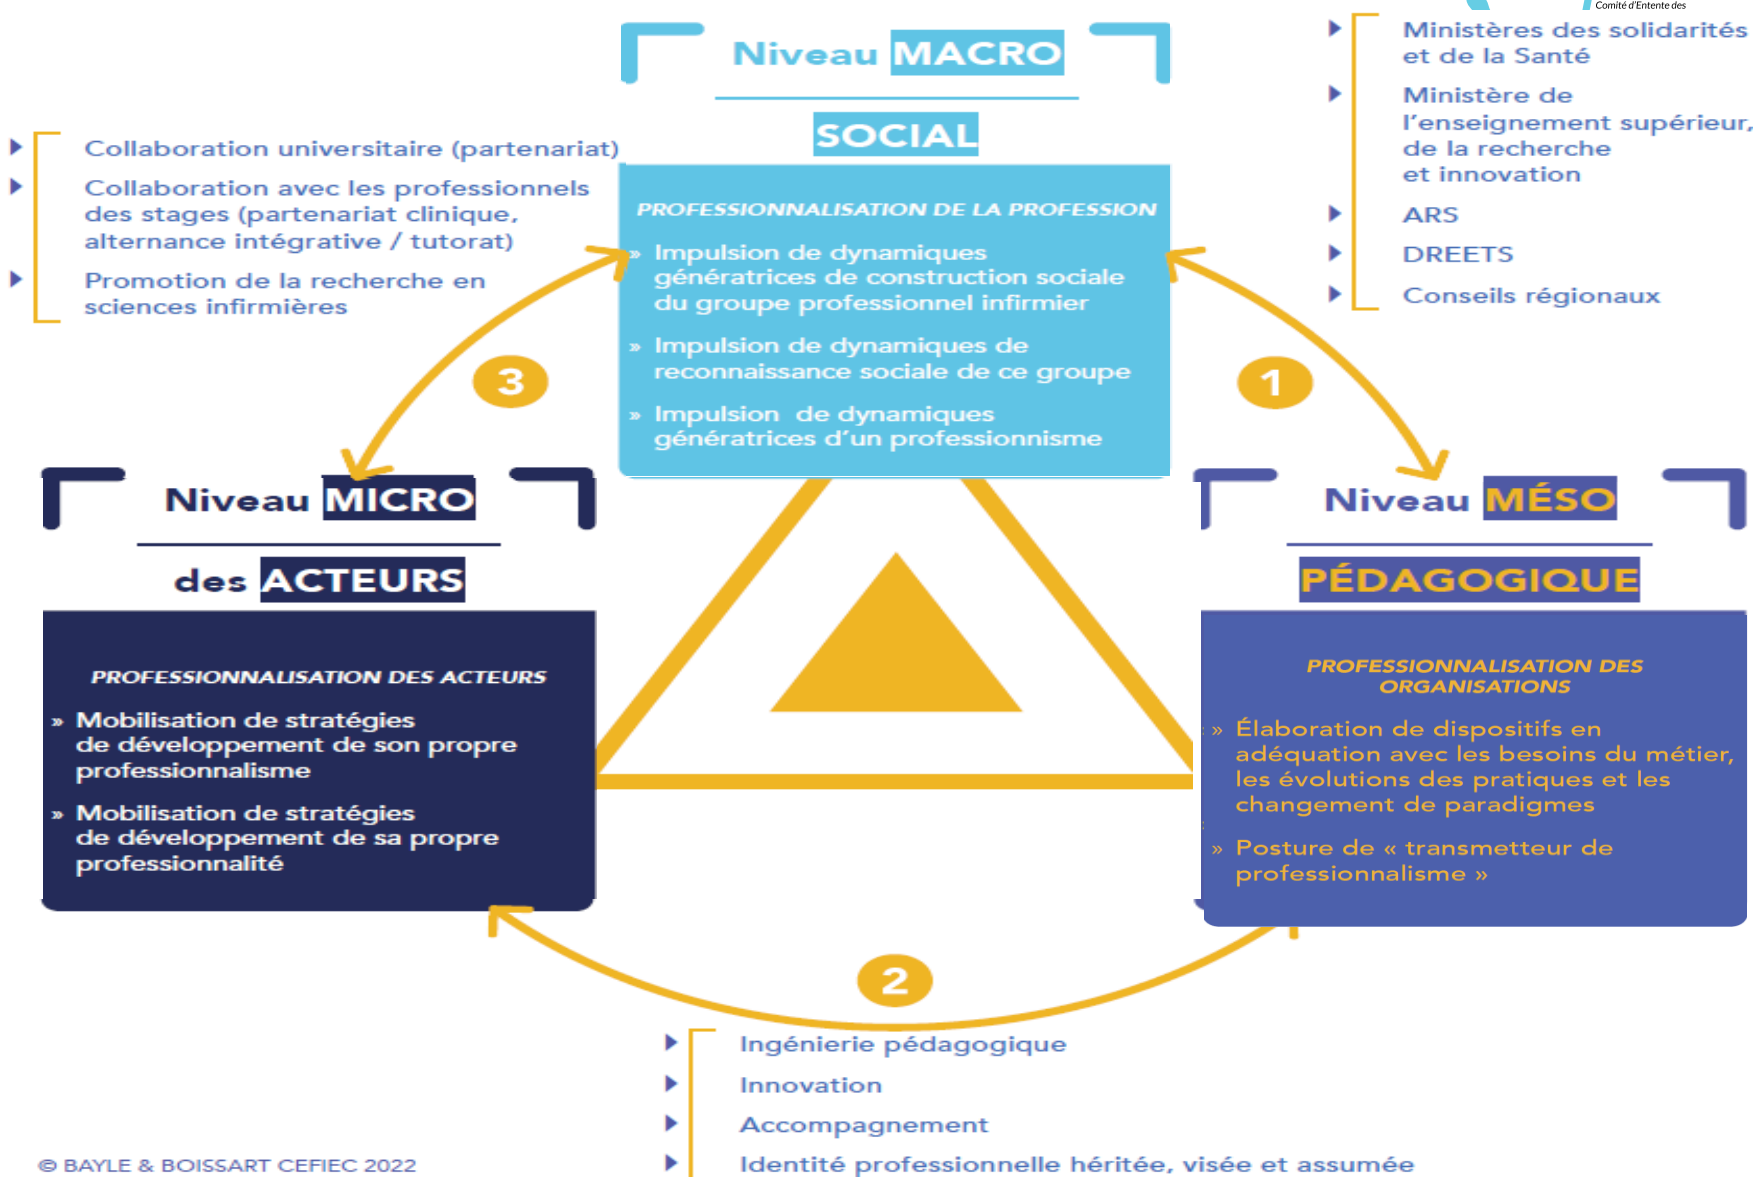 Comité d'Entente des
Niveau MACRO
SOCIAL
PROFESSIONNALISATION DE LA PROFESSION
» Impulsion de dynamiques
génératrices de construction sociale
du groupe professionnel infirmier
» Impulsion de dynamiques de
reconnaissance sociale de ce groupe
» Impulsion de dynamiques
génératrices d'un professionnisme
Ministères des solidarités
et de la Santé
Ministère de
l'enseignement supérieur,
de la recherche
et innovation
ARS
DREETS
Conseils régionaux
Collaboration universitaire (partenariat)
Collaboration avec les professionnels
des stages (partenariat clinique,
alternance intégrative / tutorat)
Promotion de la recherche en
sciences infirmières
3
1
Niveau MICRO
des ACTEURS
PROFESSIONNALISATION DES ACTEURS
» Mobilisation de stratégies
de développement de son propre
professionnalisme
» Mobilisation de stratégies
de développement de sa propre
professionnalité
Niveau MÉSO
PÉDAGOGIQUE
PROFESSIONNALISATION DES
ORGANISATIONS
» Élaboration de dispositifs en
adéquation avec les besoins du métier,
les évolutions des pratiques et les
changement de paradigmes
» Posture de « transmetteur de
professionnalisme »
2
Ingénierie pédagogique
Innovation
Accompagnement
Identité professionnelle héritée, visée et assumée
© BAYLE & BOISSART CEFIEC 2022